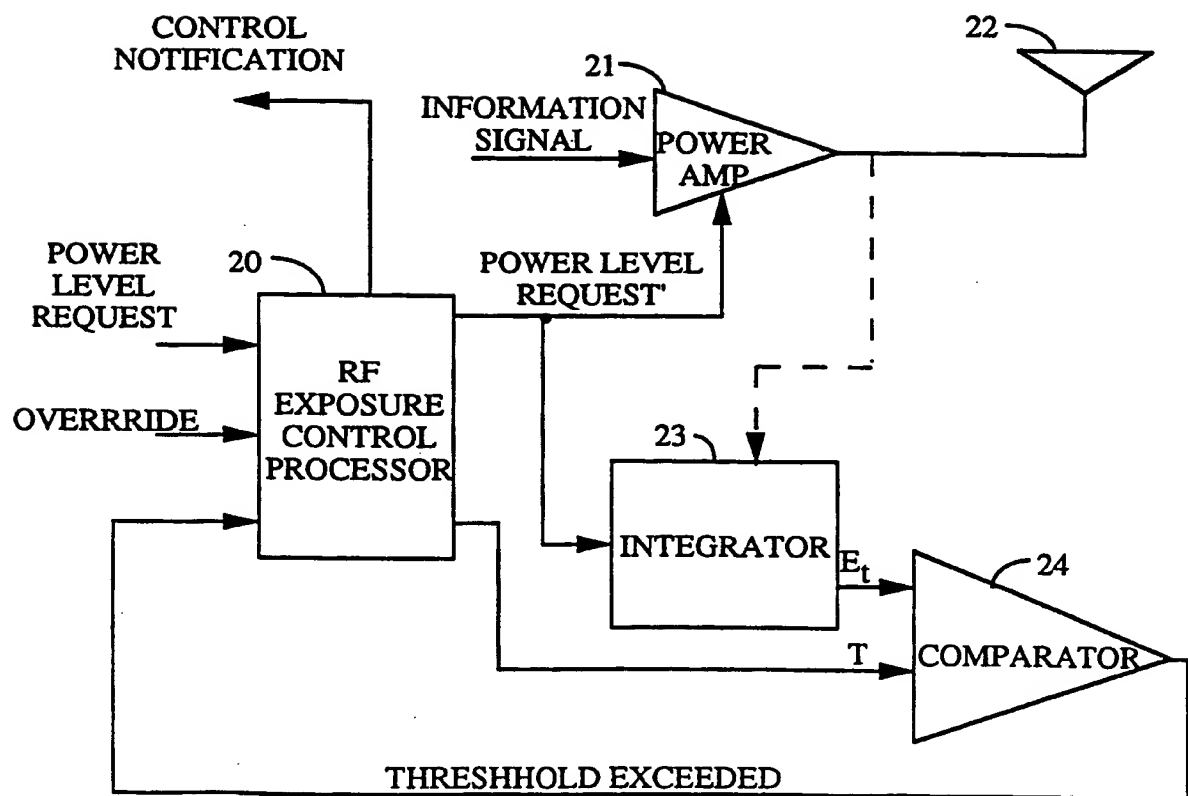 CONTROL
NOTIFICATION
22
21
INFORMATION
SIGNAL
POWER
AMP
POWER
LEVEL
REQUEST
20
POWER LEVEL
REQUEST'
RF
EXPOSURE
CONTROL
PROCESSOR
OVERRRIDE
23
INTEGRATOR
Et
24
T
COMPARATOR
THRESHHOLD EXCEEDED